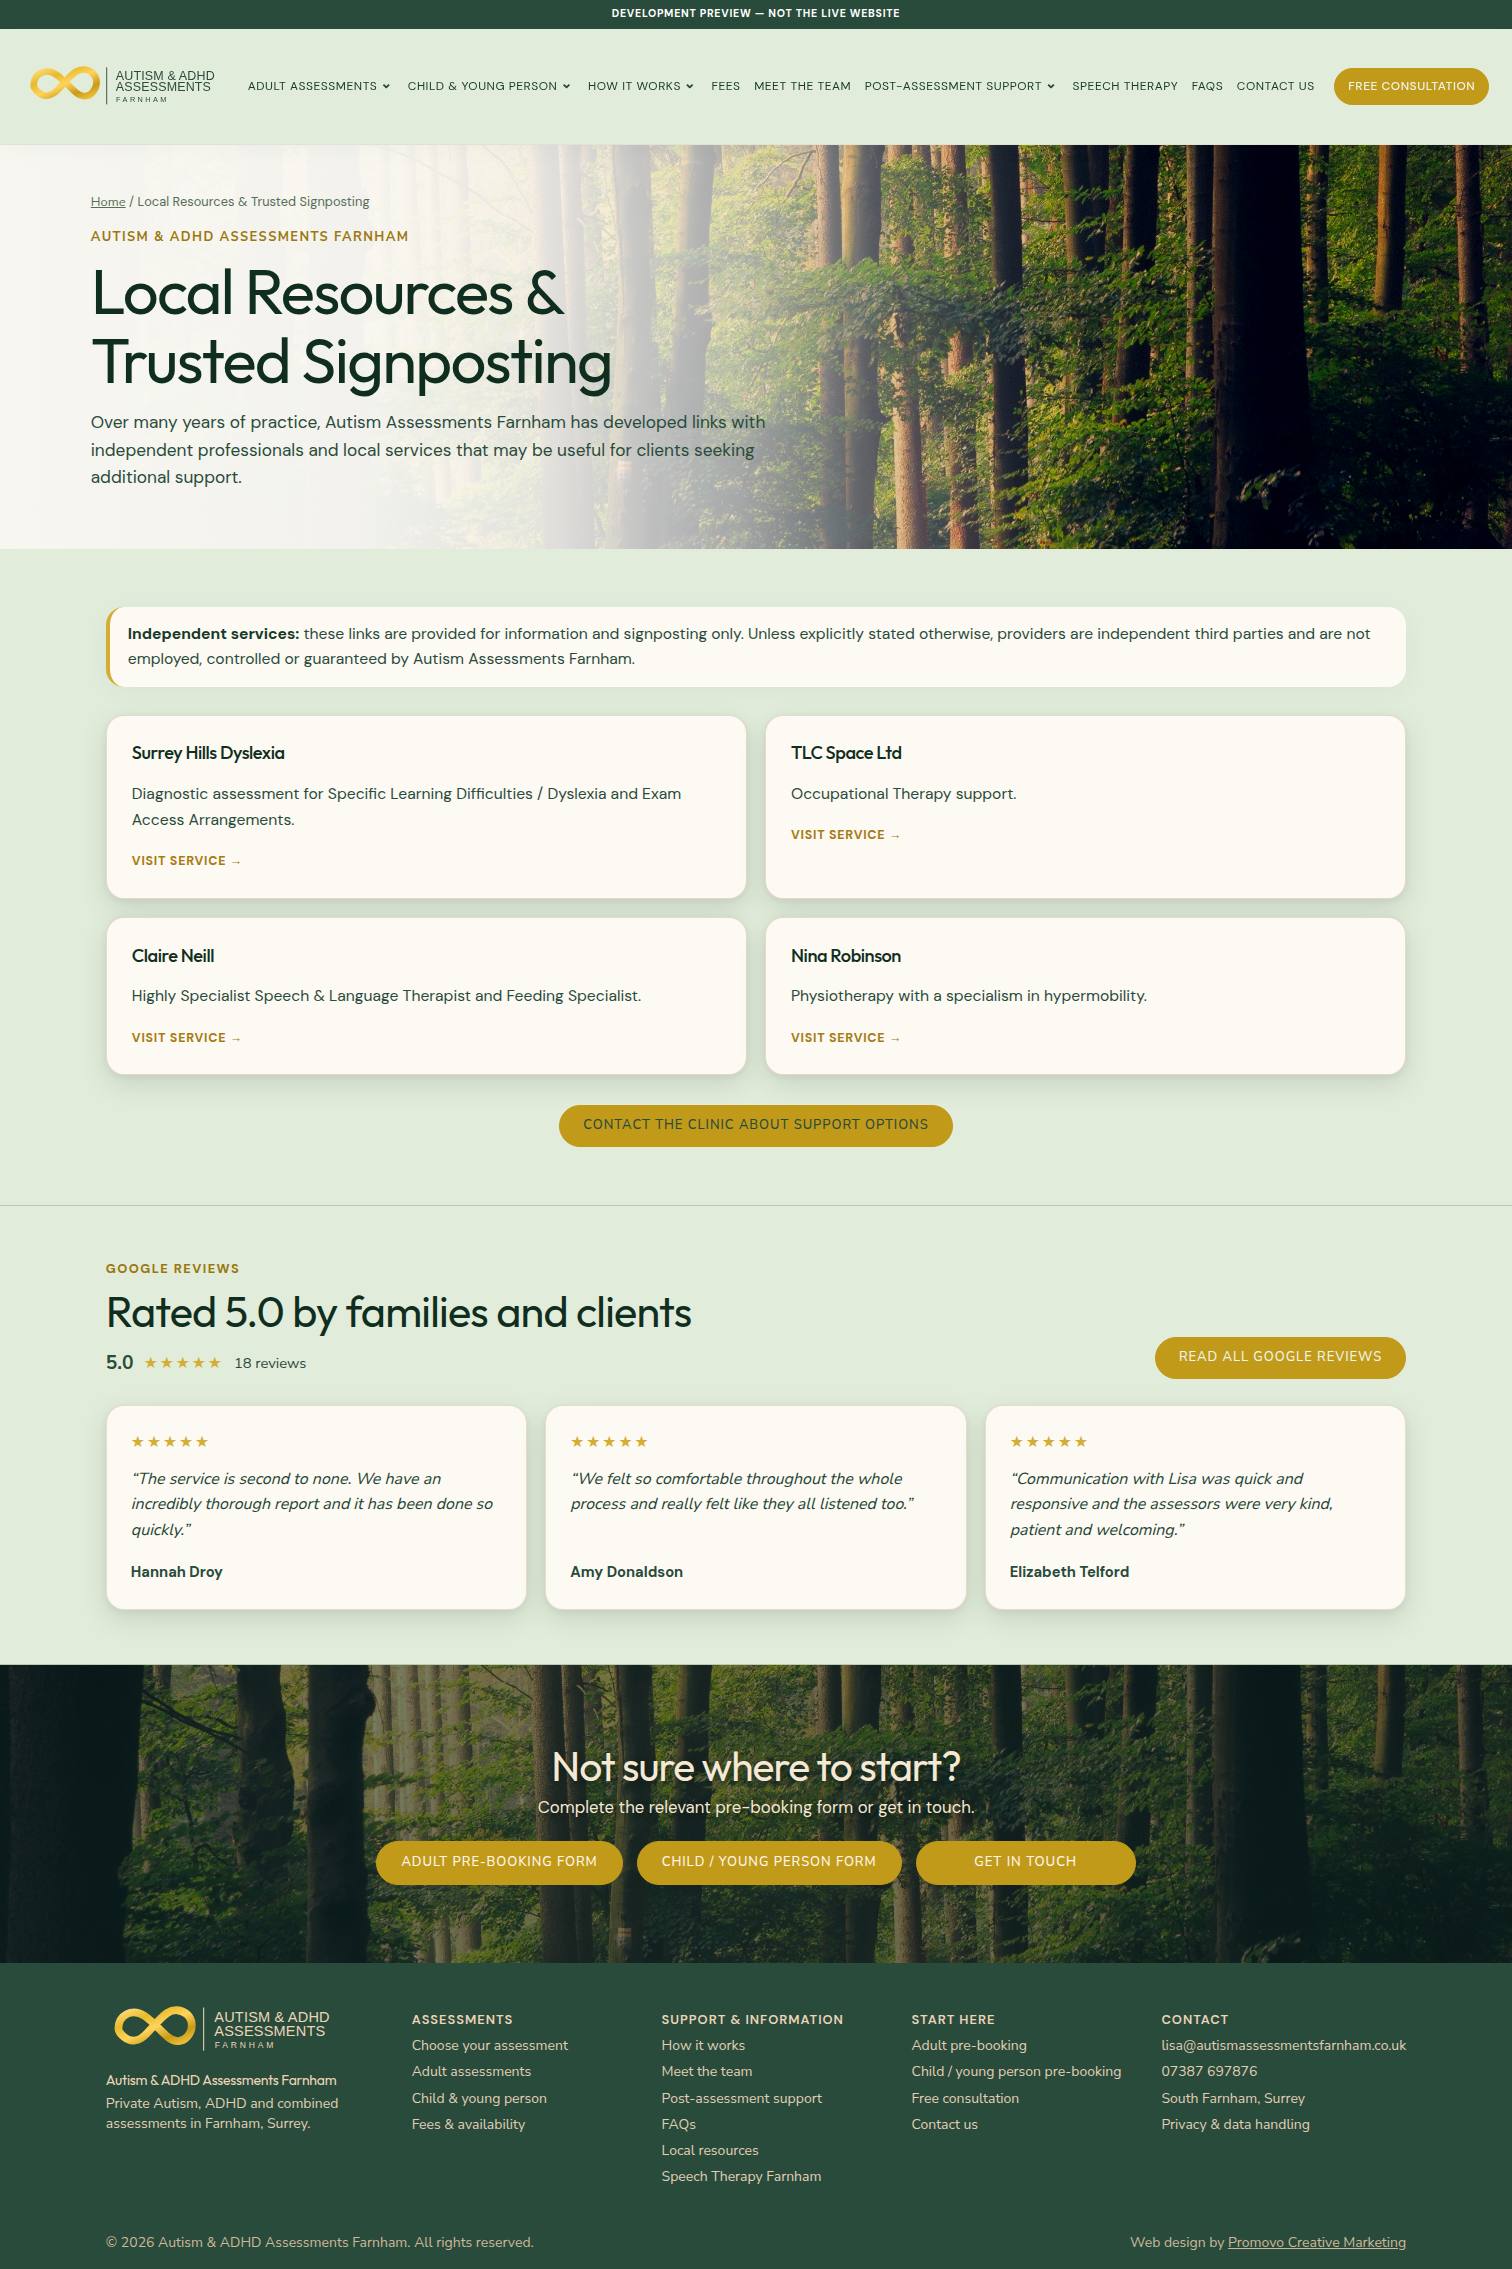 DEVELOPMENT PREVIEW — NOT THE LIVE WEBSITE
AUTISM & ADHD
ASSESSMENTS
FARNHAM
ADULT ASSESSMENTS
CHILD & YOUNG PERSON
HOW IT WORKS
FEES
MEET THE TEAM
POST-ASSESSMENT SUPPORT
SPEECH THERAPY
FAQS
CONTACT US
FREE CONSULTATION
Home / Local Resources & Trusted Signposting
AUTISM & ADHD ASSESSMENTS FARNHAM
Local Resources &
Trusted Signposting
Over many years of practice, Autism Assessments Farnham has developed links with
independent professionals and local services that may be useful for clients seeking
additional support.
Independent services: these links are provided for information and signposting only. Unless explicitly stated otherwise, providers are independent third parties and are not
employed, controlled or guaranteed by Autism Assessments Farnham.
Surrey Hills Dyslexia
Diagnostic assessment for Specific Learning Difficulties / Dyslexia and Exam
Access Arrangements.
VISIT SERVICE →
TLC Space Ltd
Occupational Therapy support.
VISIT SERVICE →
Claire Neill
Highly Specialist Speech & Language Therapist and Feeding Specialist.
VISIT SERVICE →
Nina Robinson
Physiotherapy with a specialism in hypermobility.
VISIT SERVICE →
CONTACT THE CLINIC ABOUT SUPPORT OPTIONS
GOOGLE REVIEWS
Rated 5.0 by families and clients
5.0 ★★★★★ 18 reviews
READ ALL GOOGLE REVIEWS
★★★★★
“The service is second to none. We have an
incredibly thorough report and it has been done so
quickly.”
Hannah Droy
★★★★★
“We felt so comfortable throughout the whole
process and really felt like they all listened too.”
Amy Donaldson
★★★★★
“Communication with Lisa was quick and
responsive and the assessors were very kind,
patient and welcoming.”
Elizabeth Telford
Not sure where to start?
Complete the relevant pre-booking form or get in touch.
ADULT PRE-BOOKING FORM
CHILD / YOUNG PERSON FORM
GET IN TOUCH
AUTISM & ADHD
ASSESSMENTS
FARNHAM
Autism & ADHD Assessments Farnham
Private Autism, ADHD and combined
assessments in Farnham, Surrey.
ASSESSMENTS
Choose your assessment
Adult assessments
Child & young person
Fees & availability
SUPPORT & INFORMATION
How it works
Meet the team
Post-assessment support
FAQs
Local resources
Speech Therapy Farnham
START HERE
Adult pre-booking
Child / young person pre-booking
Free consultation
Contact us
CONTACT
lisa@autismassessmentsfarnham.co.uk
07387 697876
South Farnham, Surrey
Privacy & data handling
© 2026 Autism & ADHD Assessments Farnham. All rights reserved.
Web design by Promovo Creative Marketing